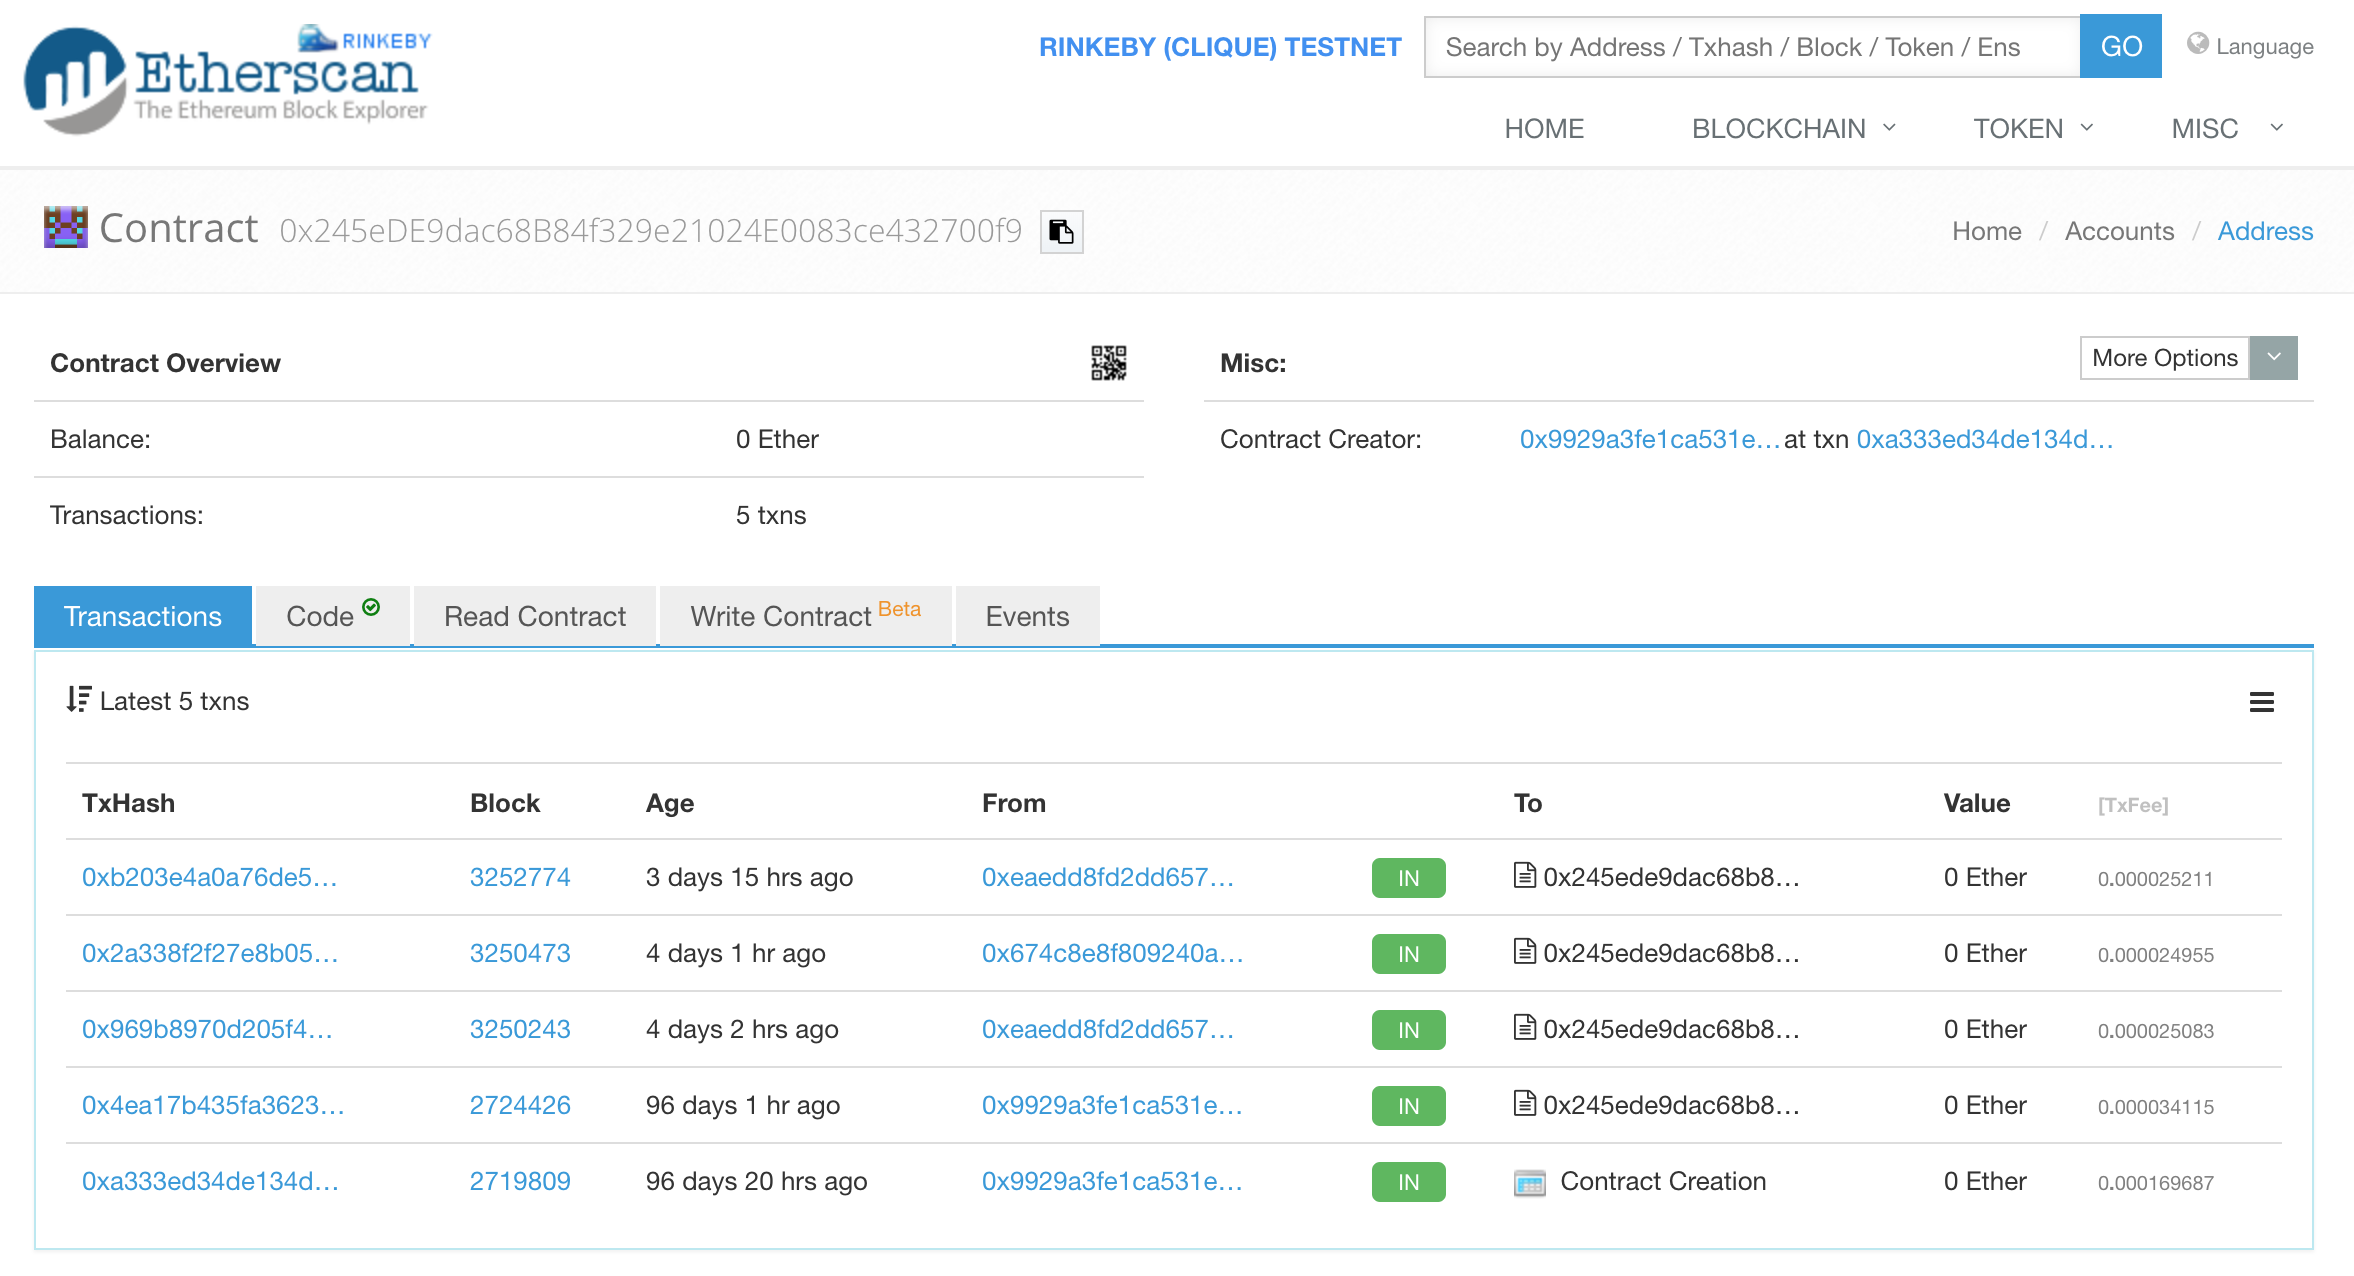 RINKEBY
Etherscan
The Ethereum Block Explorer
RINKEBY (CLIQUE) TESTNET Search by Address / Txhash / Block / Token / Ens GO Language
HOME BLOCKCHAIN TOKEN MISC
Contract 0x245eDE9dac68B84f329e21024E0083ce432700f9 Home / Accounts / Address
Contract Overview
Balance: 0 Ether
Transactions: 5 txns
Misc: More Options
Contract Creator: 0x9929a3fe1ca531e... at txn 0xa333ed34de134d...
Transactions Code Read Contract Write Contract Beta Events
Latest 5 txns
TxHash Block Age From To Value [TxFee]
0xb203e4a0a76de5... 3252774 3 days 15 hrs ago 0xeaedd8fd2dd657... IN 0x245ede9dac68b8... 0 Ether 0.000025211
0x2a338f2f27e8b05... 3250473 4 days 1 hr ago 0x674c8e8f809240a... IN 0x245ede9dac68b8... 0 Ether 0.000024955
0x969b8970d205f4... 3250243 4 days 2 hrs ago 0xeaedd8fd2dd657... IN 0x245ede9dac68b8... 0 Ether 0.000025083
0x4ea17b435fa3623... 2724426 96 days 1 hr ago 0x9929a3fe1ca531e... IN 0x245ede9dac68b8... 0 Ether 0.000034115
0xa333ed34de134d... 2719809 96 days 20 hrs ago 0x9929a3fe1ca531e... IN Contract Creation 0 Ether 0.000169687